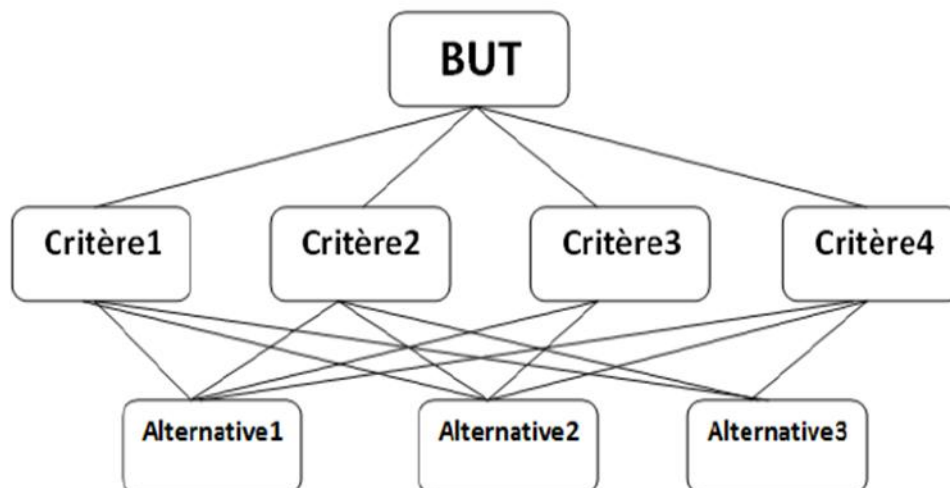 BUT
Critère1
Critère2
Critère3
Critère4
Alternative1
Alternative2
Alternative3